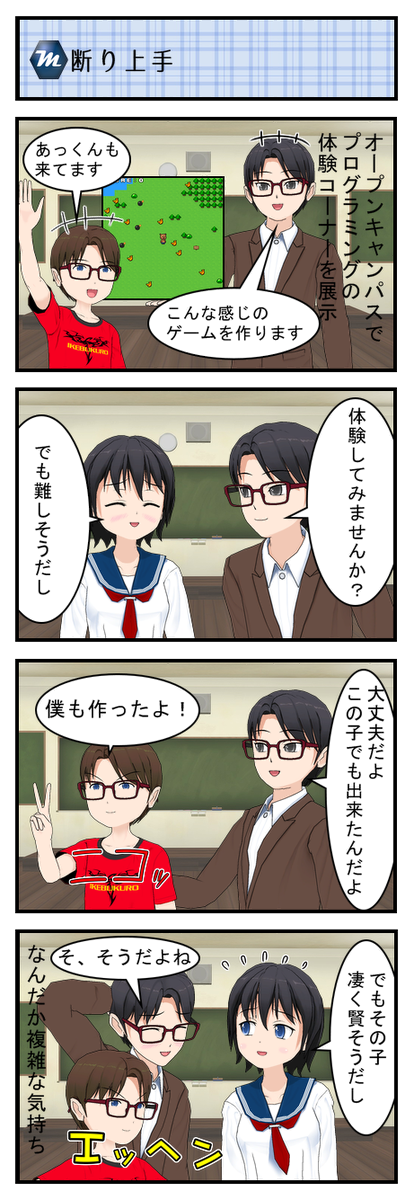 m 断り上手
オープンキャンパスで
プログラミングの
体験コーナーを展示
あっくんも
来てます
IKEBUKURO
こんな感じの
ゲームを作ります
体験してみませんか?
でも難しそうだし
大丈夫だよ
この子でも出来たんだよ
僕も作ったよ!
ニコッ
IKEBUKURO
でもその子
凄く賢そうだし
そ、そうだよね
なんだか複雑な気持ち
エッヘン